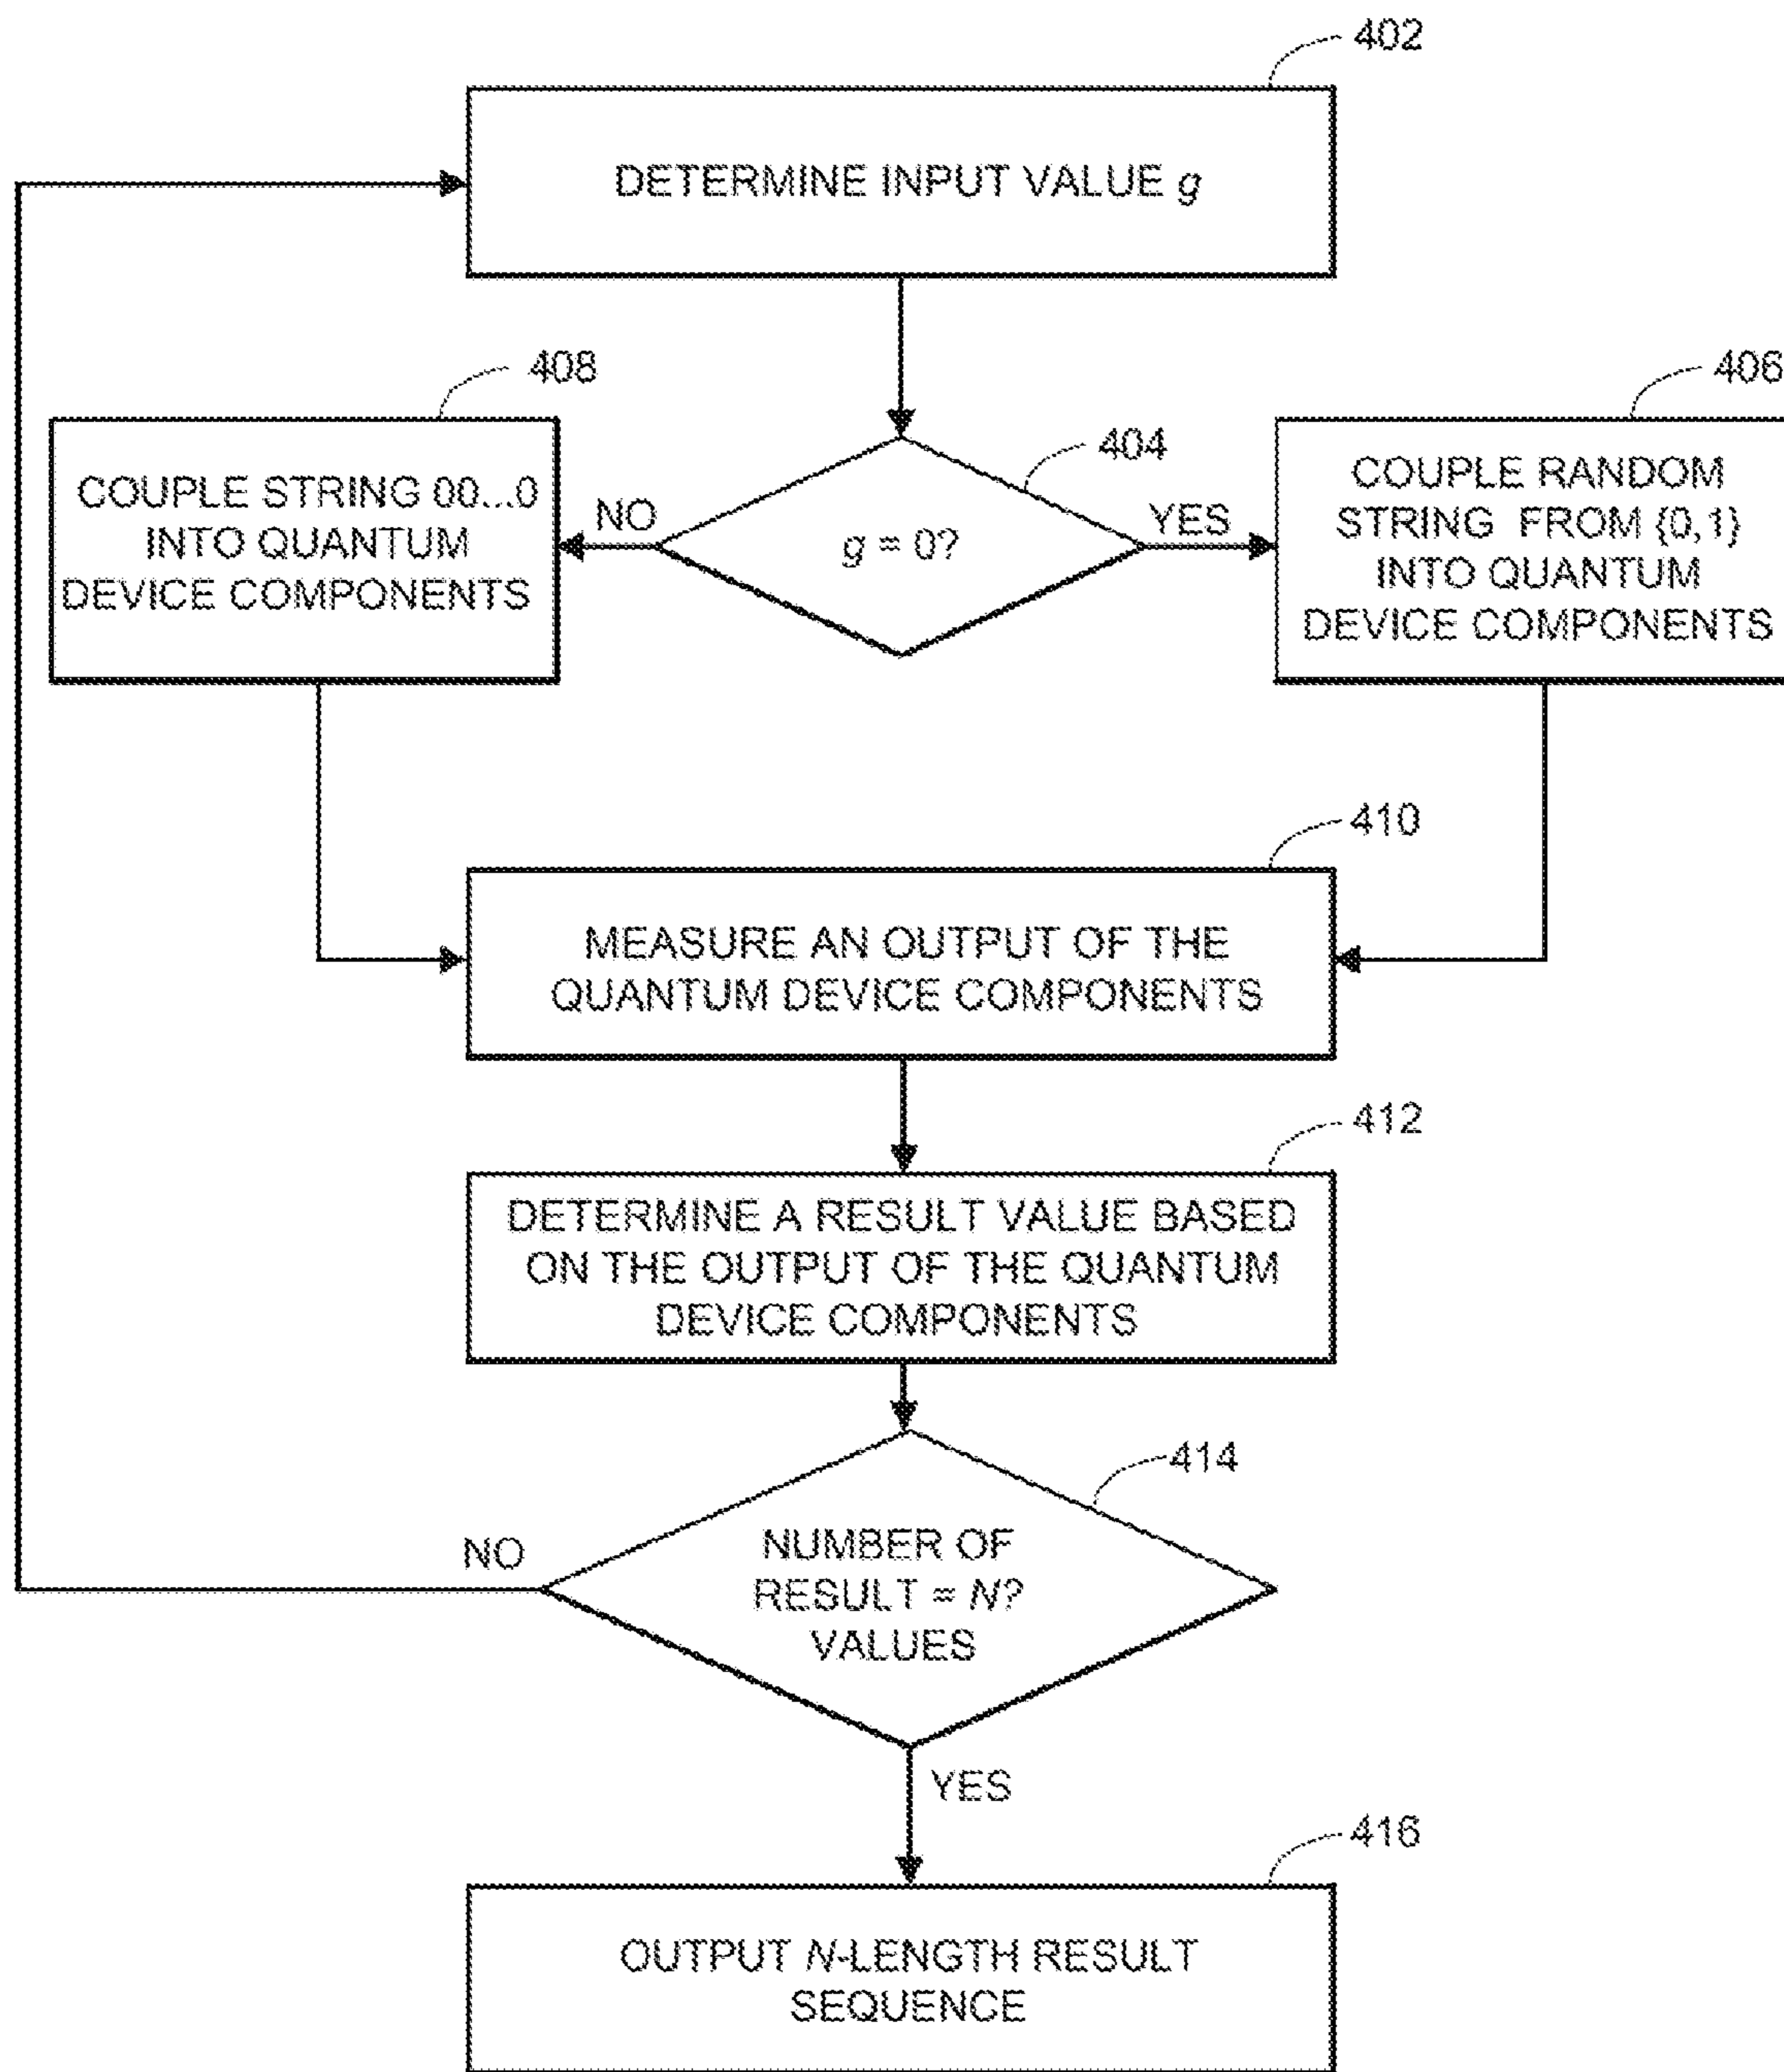 402
DETERMINE INPUT VALUE g
408
406
404
COUPLE STRING 00...0
INTO QUANTUM
DEVICE COMPONENTS
NO
g = 0?
YES
COUPLE RANDOM
STRING FROM {0,1}
INTO QUANTUM
DEVICE COMPONENTS
410
MEASURE AN OUTPUT OF THE
QUANTUM DEVICE COMPONENTS
412
DETERMINE A RESULT VALUE BASED
ON THE OUTPUT OF THE QUANTUM
DEVICE COMPONENTS
414
NO
NUMBER OF
RESULT = N?
VALUES
YES
416
OUTPUT N-LENGTH RESULT
SEQUENCE